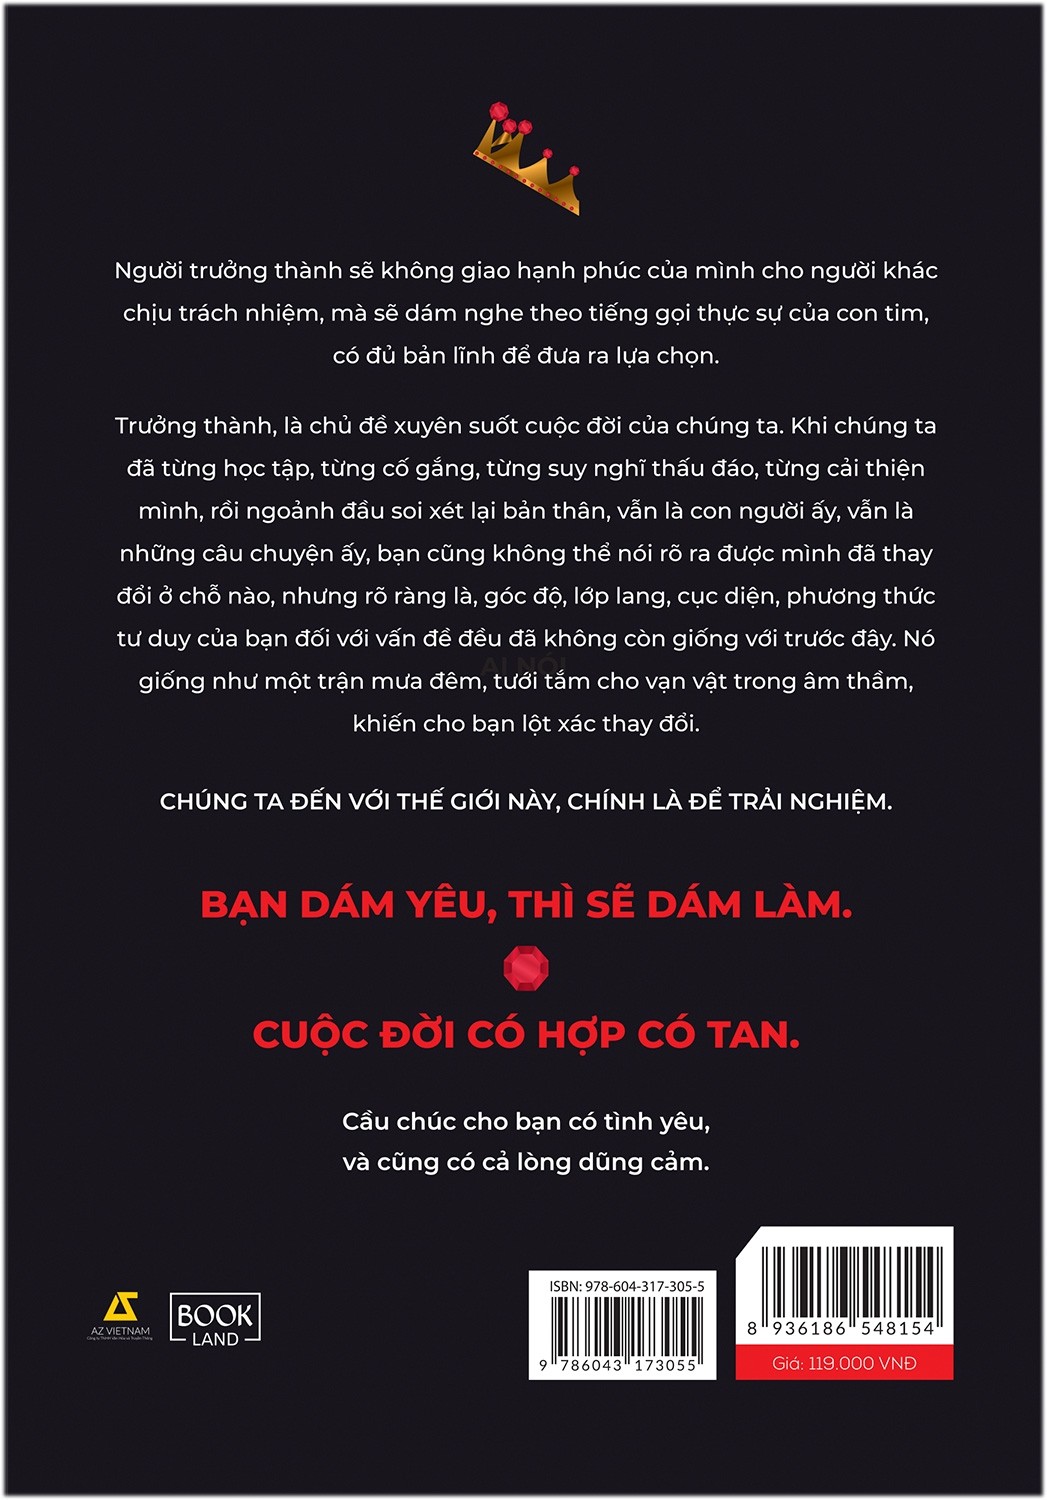 Người trưởng thành sẽ không giao hạnh phúc của mình cho người khác
chịu trách nhiệm, mà sẽ dám nghe theo tiếng gọi thực sự của con tim,
có đủ bản lĩnh để đưa ra lựa chọn.
Trưởng thành, là chủ đề xuyên suốt cuộc đời của chúng ta. Khi chúng ta
đã từng học tập, từng cố gắng, từng suy nghĩ thấu đáo, từng cải thiện
mình, rồi ngoảnh đầu soi xét lại bản thân, vẫn là con người ấy, vẫn là
những câu chuyện ấy, bạn cũng không thể nói rõ ra được mình đã thay
đổi ở chỗ nào, nhưng rõ ràng là, góc độ, lớp lang, cục diện, phương thức
tư duy của bạn đối với vấn đề đều đã không còn giống với trước đây. Nó
giống như một trận mưa đêm, tưới tắm cho vạn vật trong âm thầm,
khiến cho bạn lột xác thay đổi.
CHÚNG TA ĐẾN VỚI THẾ GIỚI NÀY, CHÍNH LÀ ĐỂ TRẢI NGHIỆM.
BẠN DÁM YÊU, THÌ SẼ DÁM LÀM.
CUỘC ĐỜI CÓ HỢP CÓ TAN.
Cầu chúc cho bạn có tình yêu,
và cũng có cả lòng dũng cảm.
AZ VIETNAM
BOOK
LAND
ISBN: 978-604-317-305-5
9 786043 173055
8 936186 548154
Giá: 119.000 VNĐ